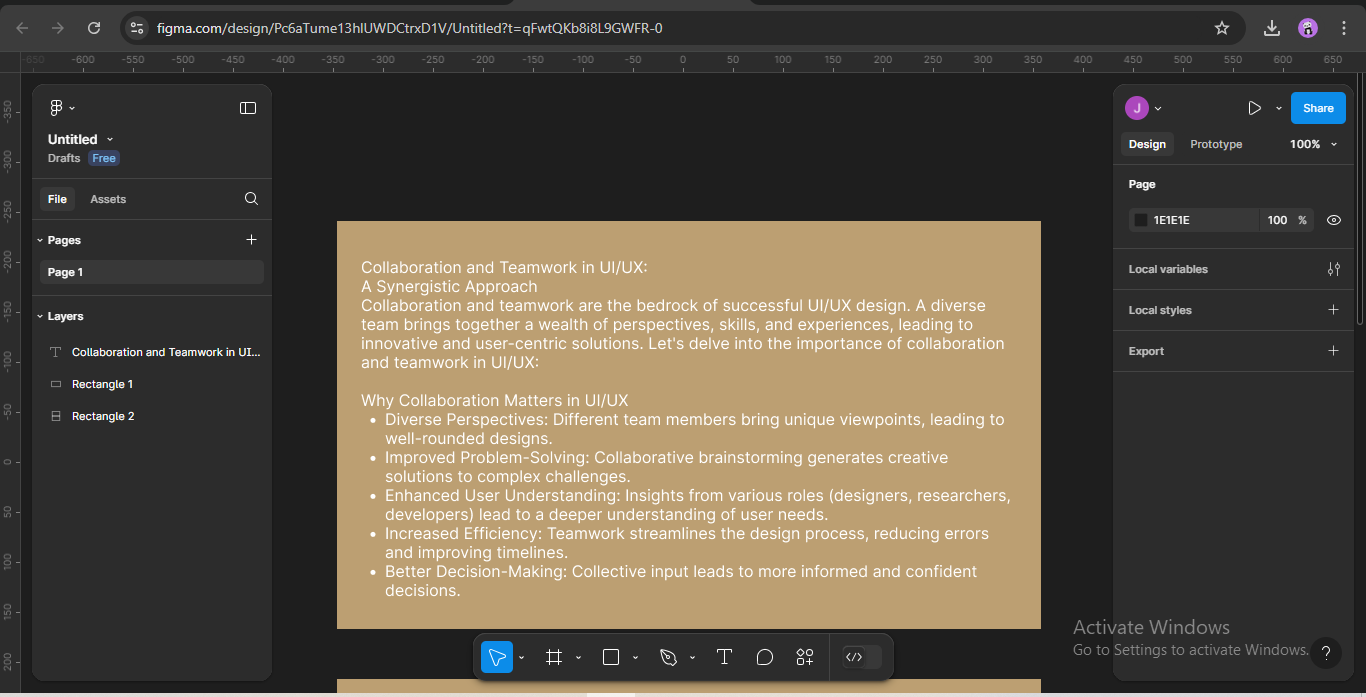 figma.com/design/Pc6aTume13hlUWDCtrxD1V/Untitled?t=qFwtQKb8i8L9GWFR-0
-650 -600 -550 -500 -450 -400 -350 -300 -250 -200 -150 -100 -50 0 50 100 150 200 250 300 350 400 450 500 550 600 650
-350
-300
-250
-200
-150
-100
-50
0
50
100
150
200
Untitled
Drafts Free
File Assets
Pages
Page 1
Layers
Collaboration and Teamwork in UI...
Rectangle 1
Rectangle 2
Collaboration and Teamwork in UI/UX:
A Synergistic Approach
Collaboration and teamwork are the bedrock of successful UI/UX design. A diverse
team brings together a wealth of perspectives, skills, and experiences, leading to
innovative and user-centric solutions. Let's delve into the importance of collaboration
and teamwork in UI/UX:
Why Collaboration Matters in UI/UX
• Diverse Perspectives: Different team members bring unique viewpoints, leading to
well-rounded designs.
• Improved Problem-Solving: Collaborative brainstorming generates creative
solutions to complex challenges.
• Enhanced User Understanding: Insights from various roles (designers, researchers,
developers) lead to a deeper understanding of user needs.
• Increased Efficiency: Teamwork streamlines the design process, reducing errors
and improving timelines.
• Better Decision-Making: Collective input leads to more informed and confident
decisions.
J Share
Design Prototype 100%
Page
1E1E1E 100 %
Local variables
Local styles
Export
Activate Windows
Go to Settings to activate Windows.
?